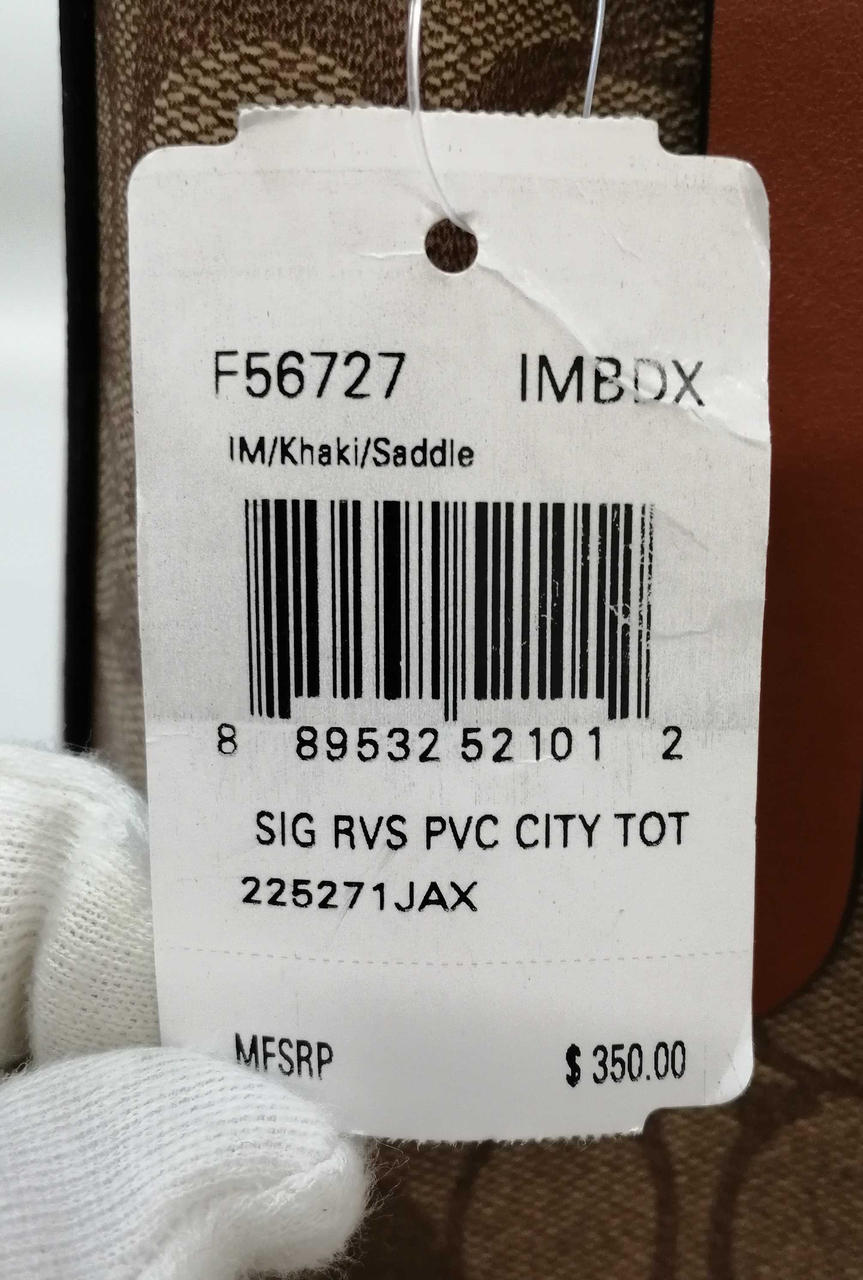 F56727 IMBDX
IM/Khaki/Saddle
8 89532 52101 2
SIG RVS PVC CITY TOT
225271JAX
MFSRP $ 350.00